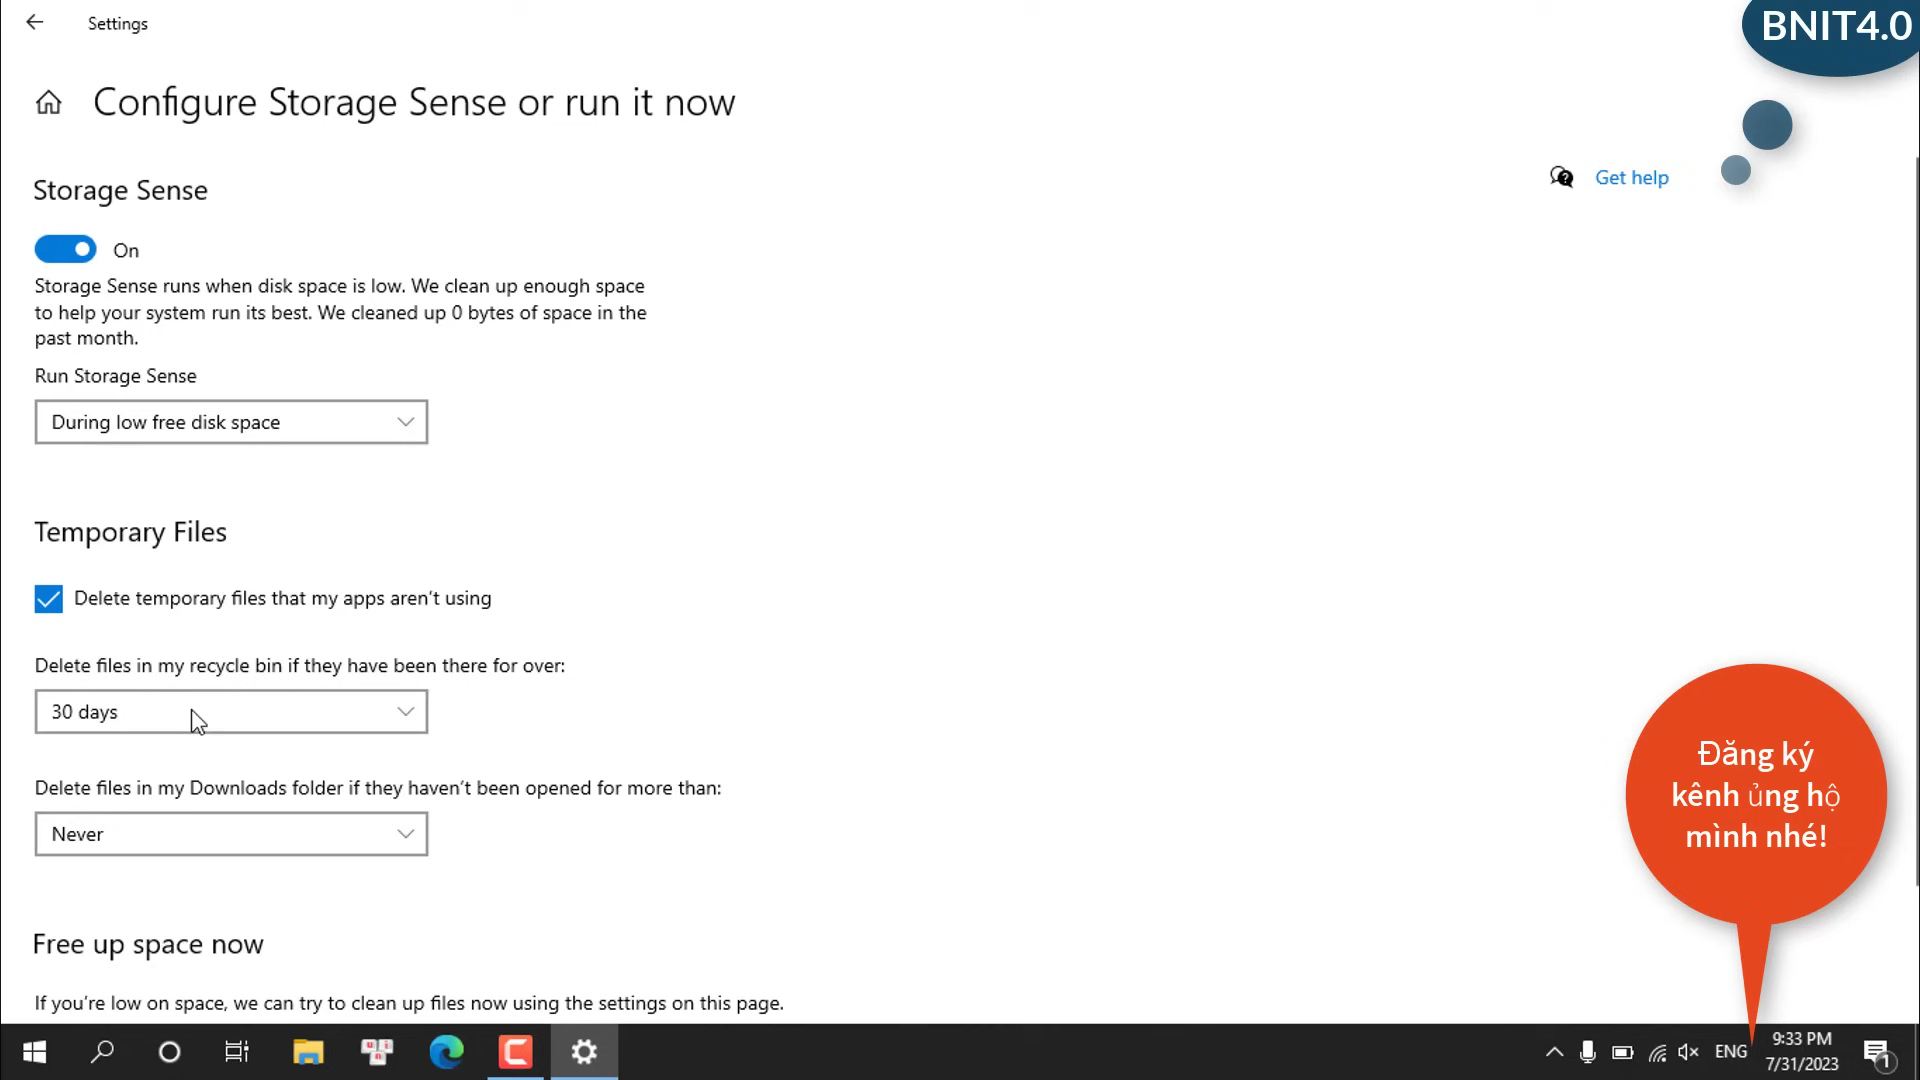 Settings
BNIT4.0
Configure Storage Sense or run it now
Get help
Storage Sense
On
Storage Sense runs when disk space is low. We clean up enough space
to help your system run its best. We cleaned up 0 bytes of space in the
past month.
Run Storage Sense
During low free disk space
Temporary Files
Delete temporary files that my apps aren't using
Delete files in my recycle bin if they have been there for over:
30 days
Delete files in my Downloads folder if they haven't been opened for more than:
Never
Free up space now
If you're low on space, we can try to clean up files now using the settings on this page.
Đăng ký
kênh ủng hộ
mình nhé!
ENG
9:33 PM
7/31/2023
1